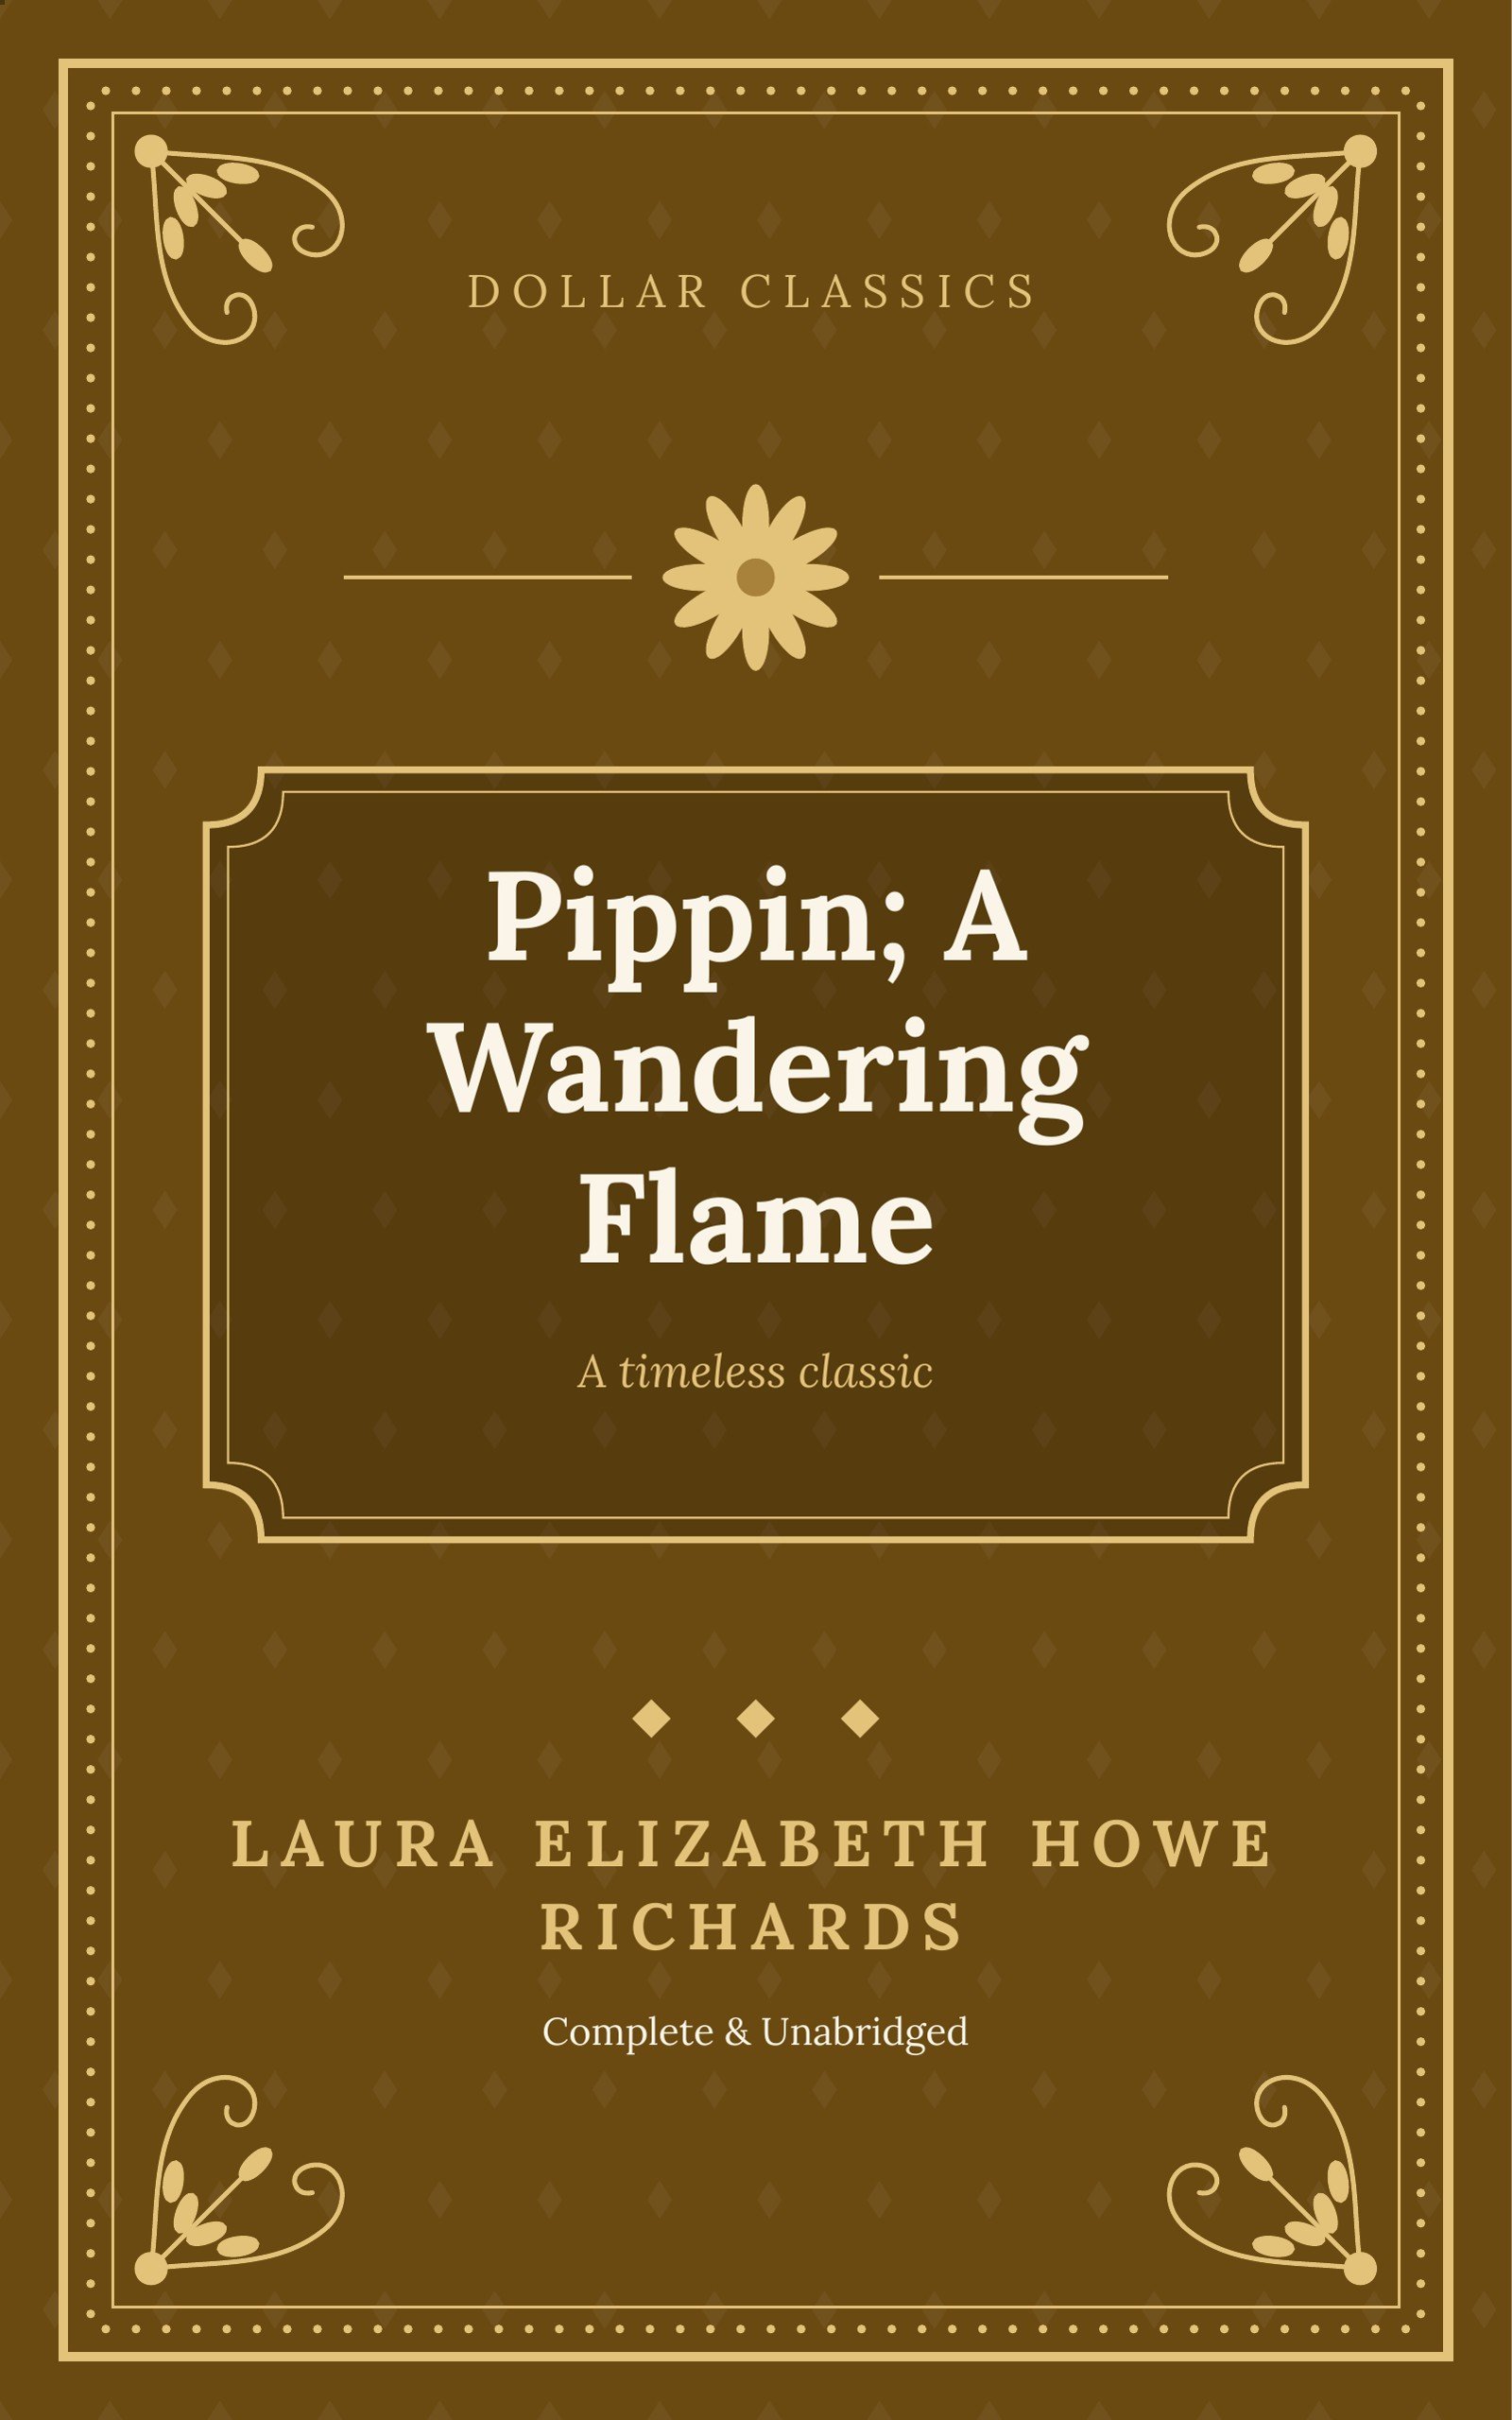 DOLLAR CLASSICS
Pippin; A
Wandering
Flame
A timeless classic
LAURA ELIZABETH HOWE
RICHARDS
Complete & Unabridged